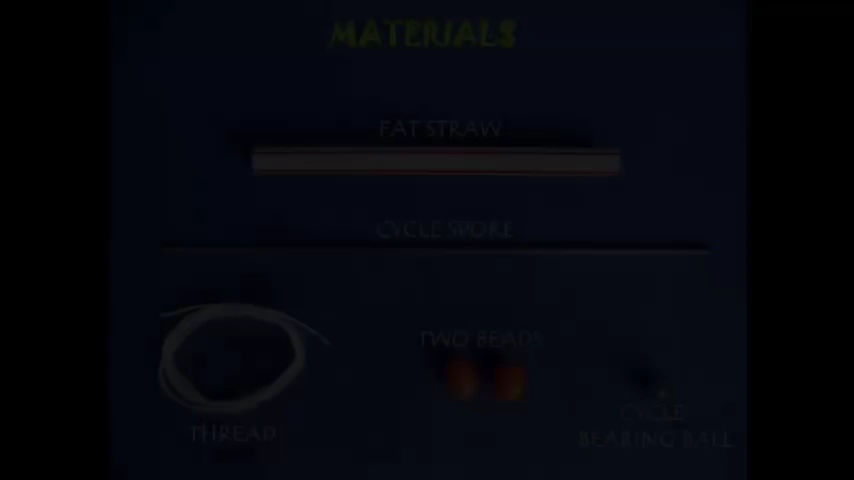 MATERIALS
FAT STRAW
CYCLE SPOKE
TWO BEADS
THREAD
CYCLE
BEARING BALL